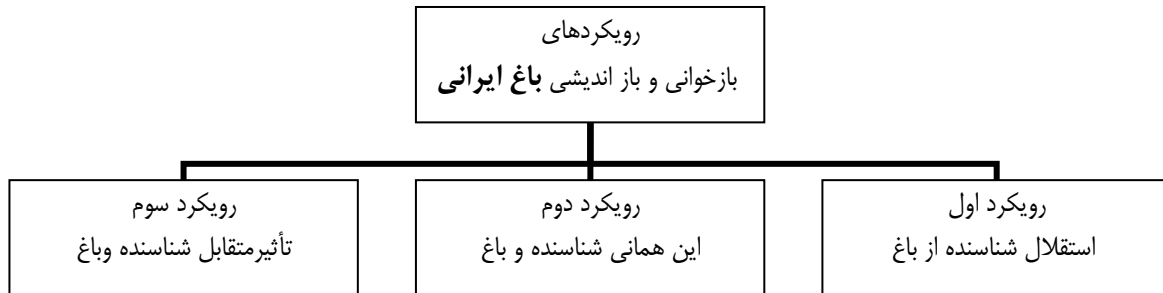 رویکردهای
بازخوانی و باز اندیشی باغ ایرانی
رویکرد اول
استقلال شناسنده از باغ
رویکرد دوم
این همانی شناسنده و باغ
رویکرد سوم
تأثیرمتقابل شناسنده وباغ